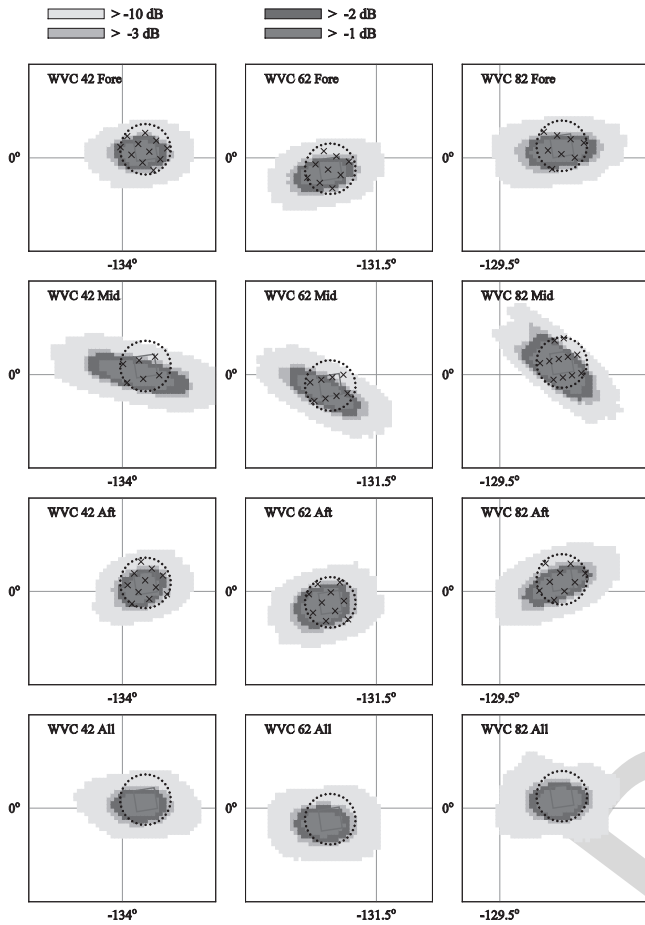 > -10 dB > -2 dB
> -3 dB > -1 dB
WVC 42 Fore WVC 62 Fore WVC 82 Fore
0° 0° 0°
-134° -131.5° -129.5°
WVC 42 Mid WVC 62 Mid WVC 82 Mid
0° 0° 0°
-134° -131.5° -129.5°
WVC 42 Aft WVC 62 Aft WVC 82 Aft
0° 0° 0°
-134° -131.5° -129.5°
WVC 42 All WVC 62 All WVC 82 All
0° 0° 0°
-134° -131.5° -129.5°